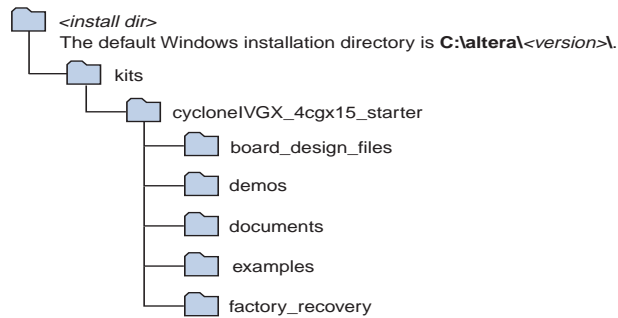 <install dir>
The default Windows installation directory is C:\altera\<version>\.
kits
cycloneIVGX_4cgx15_starter
board_design_files
demos
documents
examples
factory_recovery